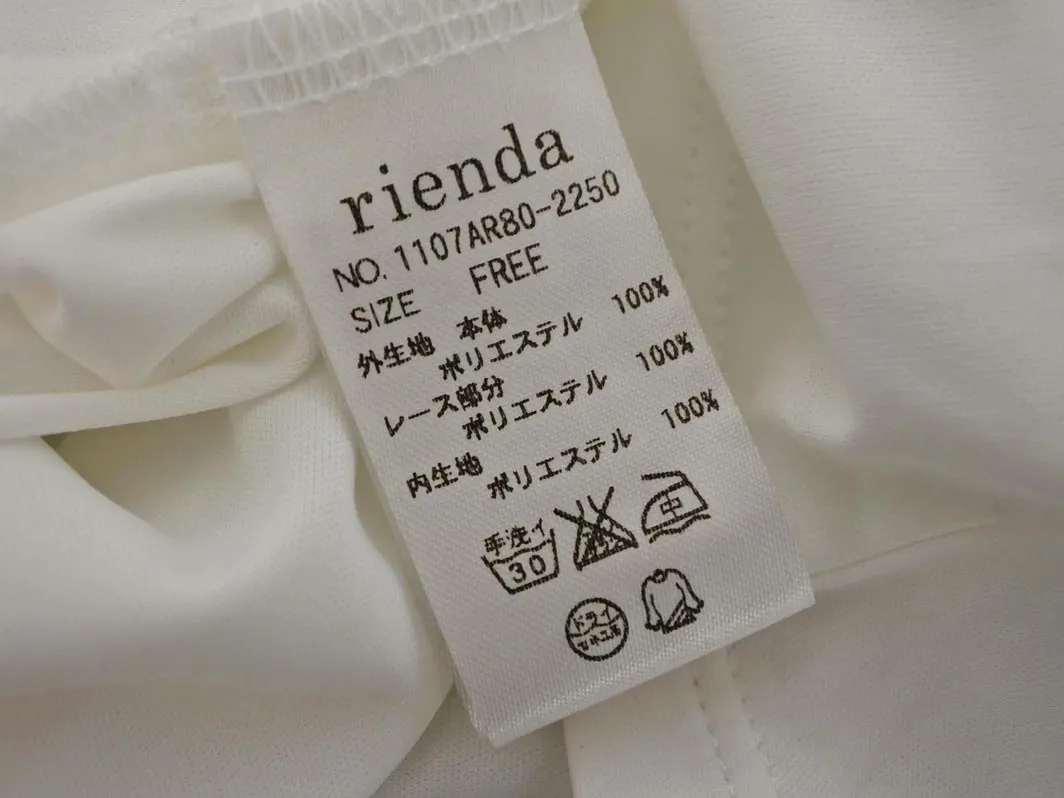 rienda
NO. 1107AR80-2250
SIZE FREE
外生地 本体
ポリエステル 100%
レース部分
ポリエステル 100%
内生地
ポリエステル 100%
手洗イ
30
中
ドライ